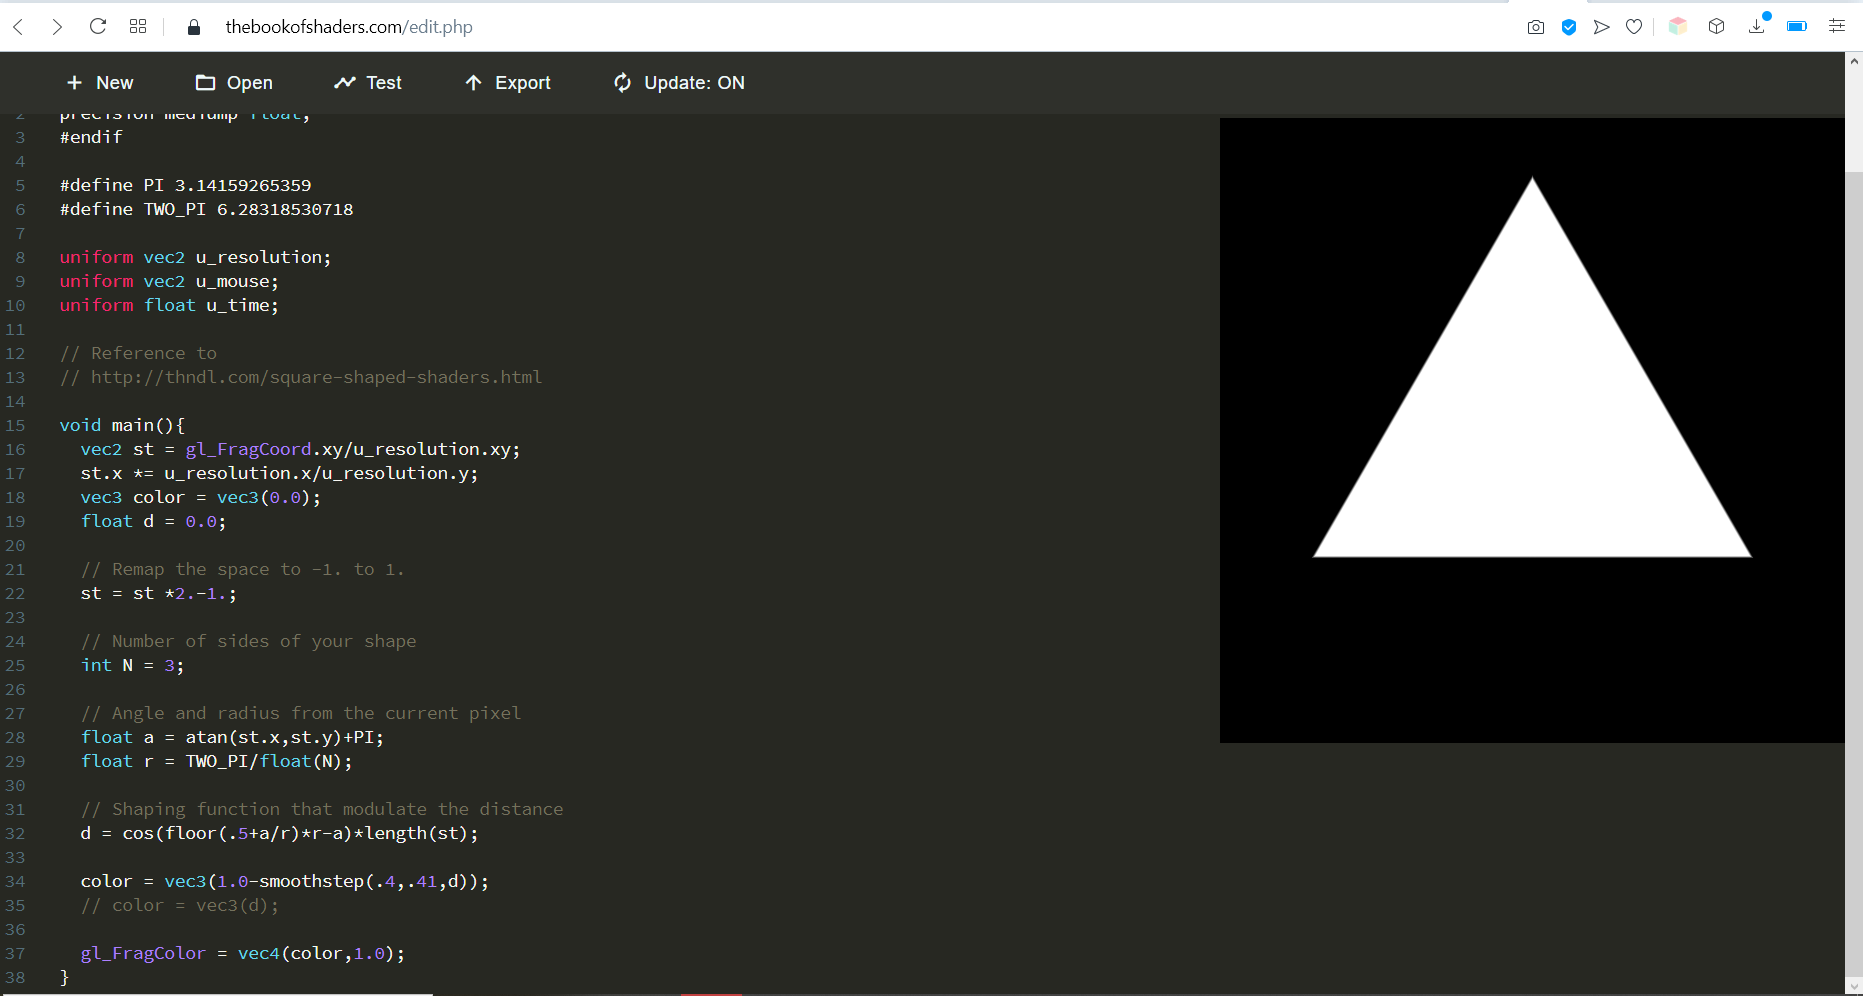 thebookofshaders.com/edit.php
New Open Test Export Update: ON
2 precision mediump float;
3 #endif
4
5 #define PI 3.14159265359
6 #define TWO_PI 6.28318530718
7
8 uniform vec2 u_resolution;
9 uniform vec2 u_mouse;
10 uniform float u_time;
11
12 // Reference to
13 // http://thndl.com/square-shaped-shaders.html
14
15 void main(){
16 vec2 st = gl_FragCoord.xy/u_resolution.xy;
17 st.x *= u_resolution.x/u_resolution.y;
18 vec3 color = vec3(0.0);
19 float d = 0.0;
20
21 // Remap the space to -1. to 1.
22 st = st *2.-1.;
23
24 // Number of sides of your shape
25 int N = 3;
26
27 // Angle and radius from the current pixel
28 float a = atan(st.x,st.y)+PI;
29 float r = TWO_PI/float(N);
30
31 // Shaping function that modulate the distance
32 d = cos(floor(.5+a/r)*r-a)*length(st);
33
34 color = vec3(1.0-smoothstep(.4,.41,d));
35 // color = vec3(d);
36
37 gl_FragColor = vec4(color,1.0);
38 }